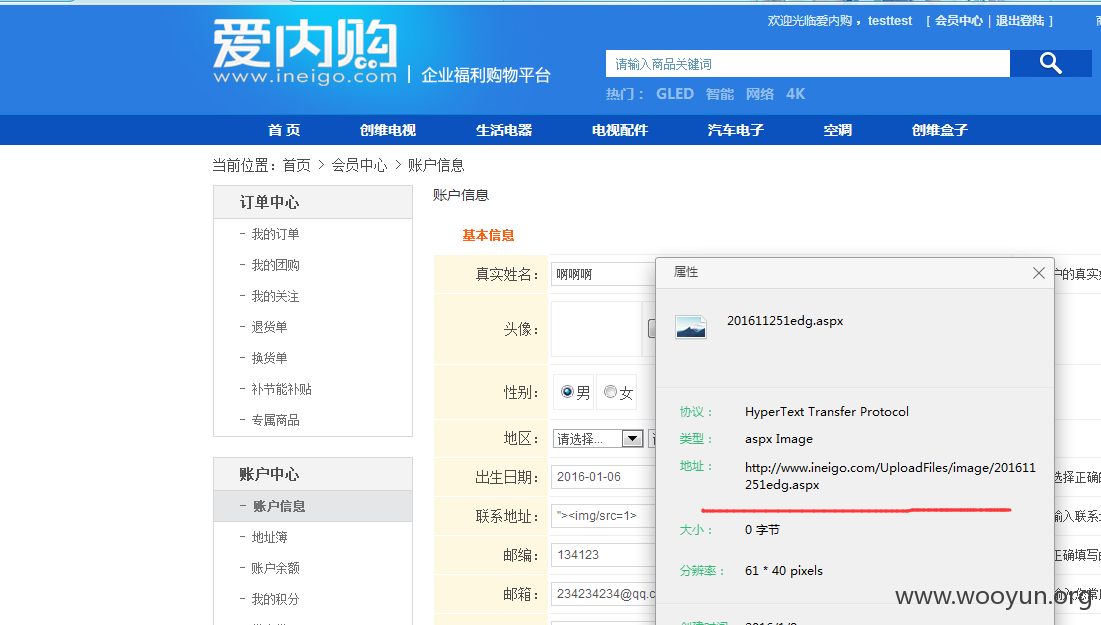 欢迎光临爱内购，testtest [ 会员中心 | 退出登陆 ]
爱内购
www.ineigo.com | 企业福利购物平台
请输入商品关键词
热门： GLED 智能 网络 4K
首 页 创维电视 生活电器 电视配件 汽车电子 空调 创维盒子
当前位置：首页 > 会员中心 > 账户信息
订单中心
- 我的订单
- 我的团购
- 我的关注
- 退货单
- 换货单
- 补节能补贴
- 专属商品
账户中心
- 账户信息
- 地址簿
- 账户余额
- 我的积分
账户信息
基本信息
真实姓名： 啊啊啊
头像：
性别： 男 女
地区： 请选择...
出生日期： 2016-01-06
联系地址： "><img/src=1>
邮编： 134123
邮箱： 234234234@qq.c
属性
201611251edg.aspx
协议： HyperText Transfer Protocol
类型： aspx Image
地址： http://www.ineigo.com/UploadFiles/image/201611
251edg.aspx
大小： 0 字节
分辨率： 61 * 40 pixels
户的真实
选择正确的
输入联系
正确填写的
www.wooyun.org